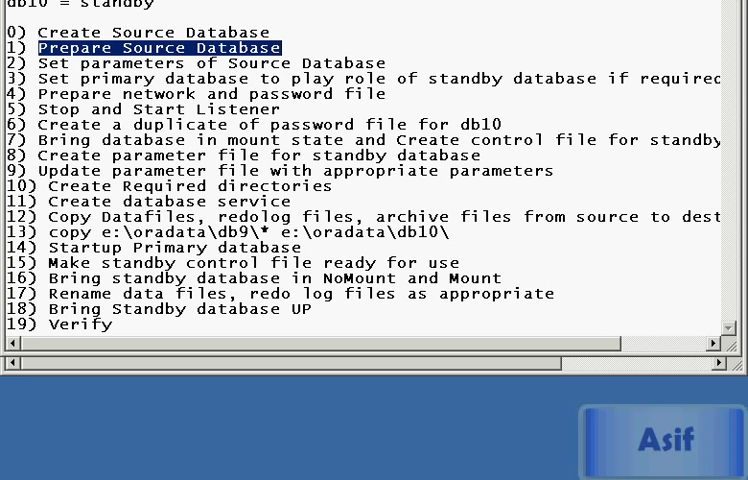 db10 = standby
0) Create Source Database
1) Prepare Source Database
2) Set parameters of Source Database
3) Set primary database to play role of standby database if required
4) Prepare network and password file
5) Stop and Start Listener
6) Create a duplicate of password file for db10
7) Bring database in mount state and Create control file for standby
8) Create parameter file for standby database
9) Update parameter file with appropriate parameters
10) Create Required directories
11) Create database service
12) Copy Datafiles, redolog files, archive files from source to dest
13) copy e:\oradata\db9\* e:\oradata\db10\
14) Startup Primary database
15) Make standby control file ready for use
16) Bring standby database in NoMount and Mount
17) Rename data files, redo log files as appropriate
18) Bring Standby database UP
19) Verify
Asif